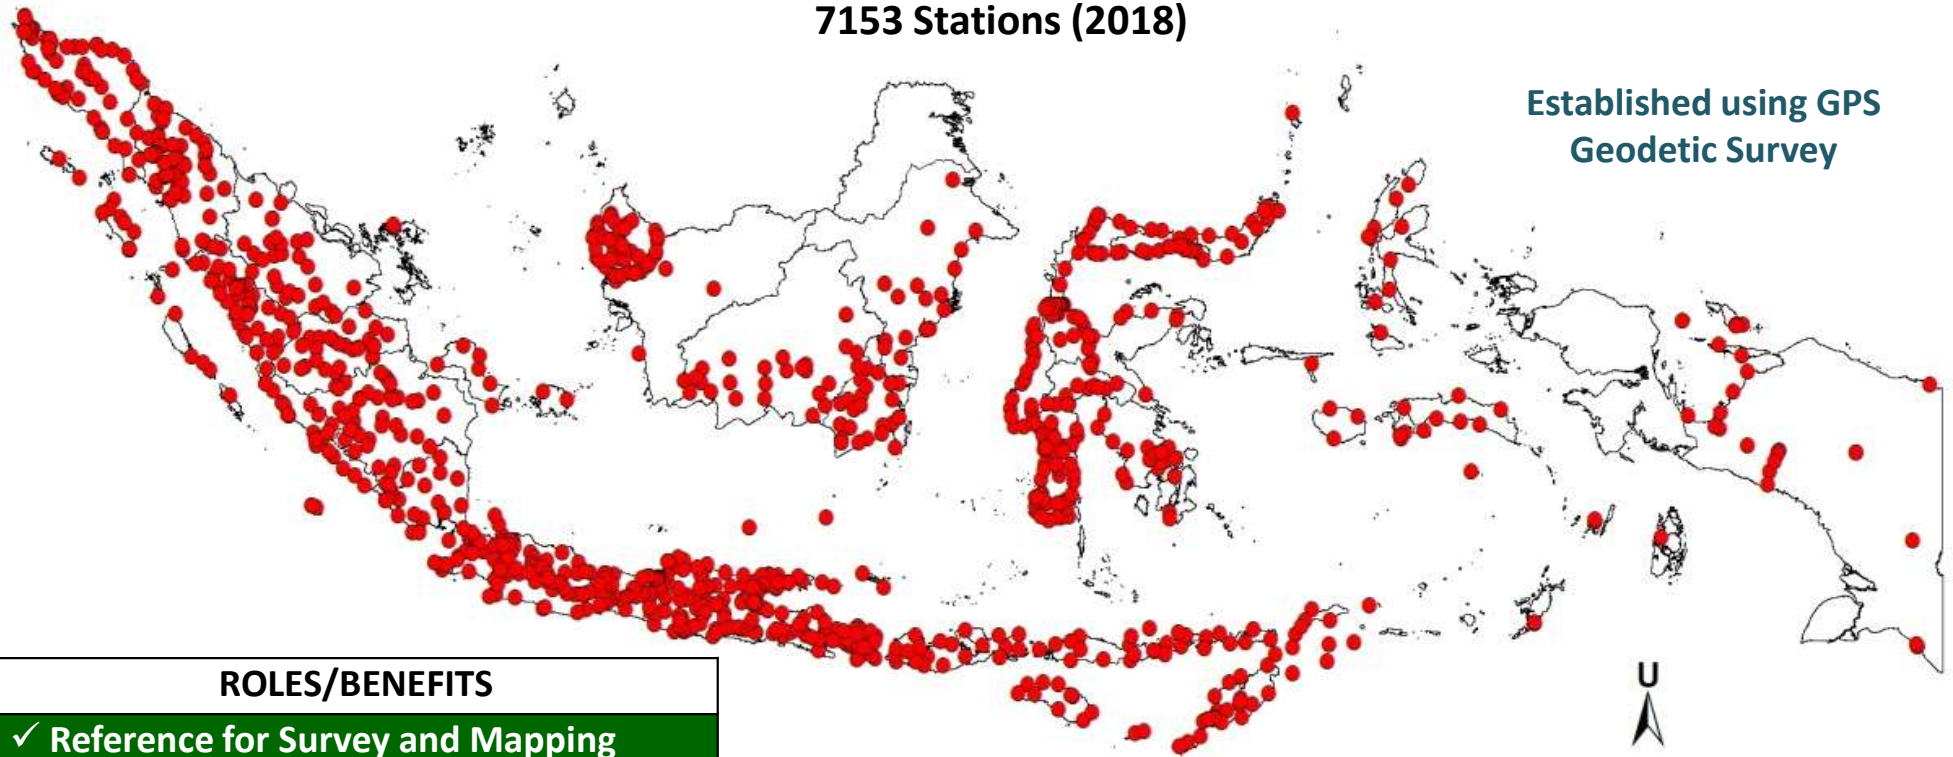 7153 Stations (2018)
Established using GPS
Geodetic Survey
U
ROLES/BENEFITS
✓ Reference for Survey and Mapping